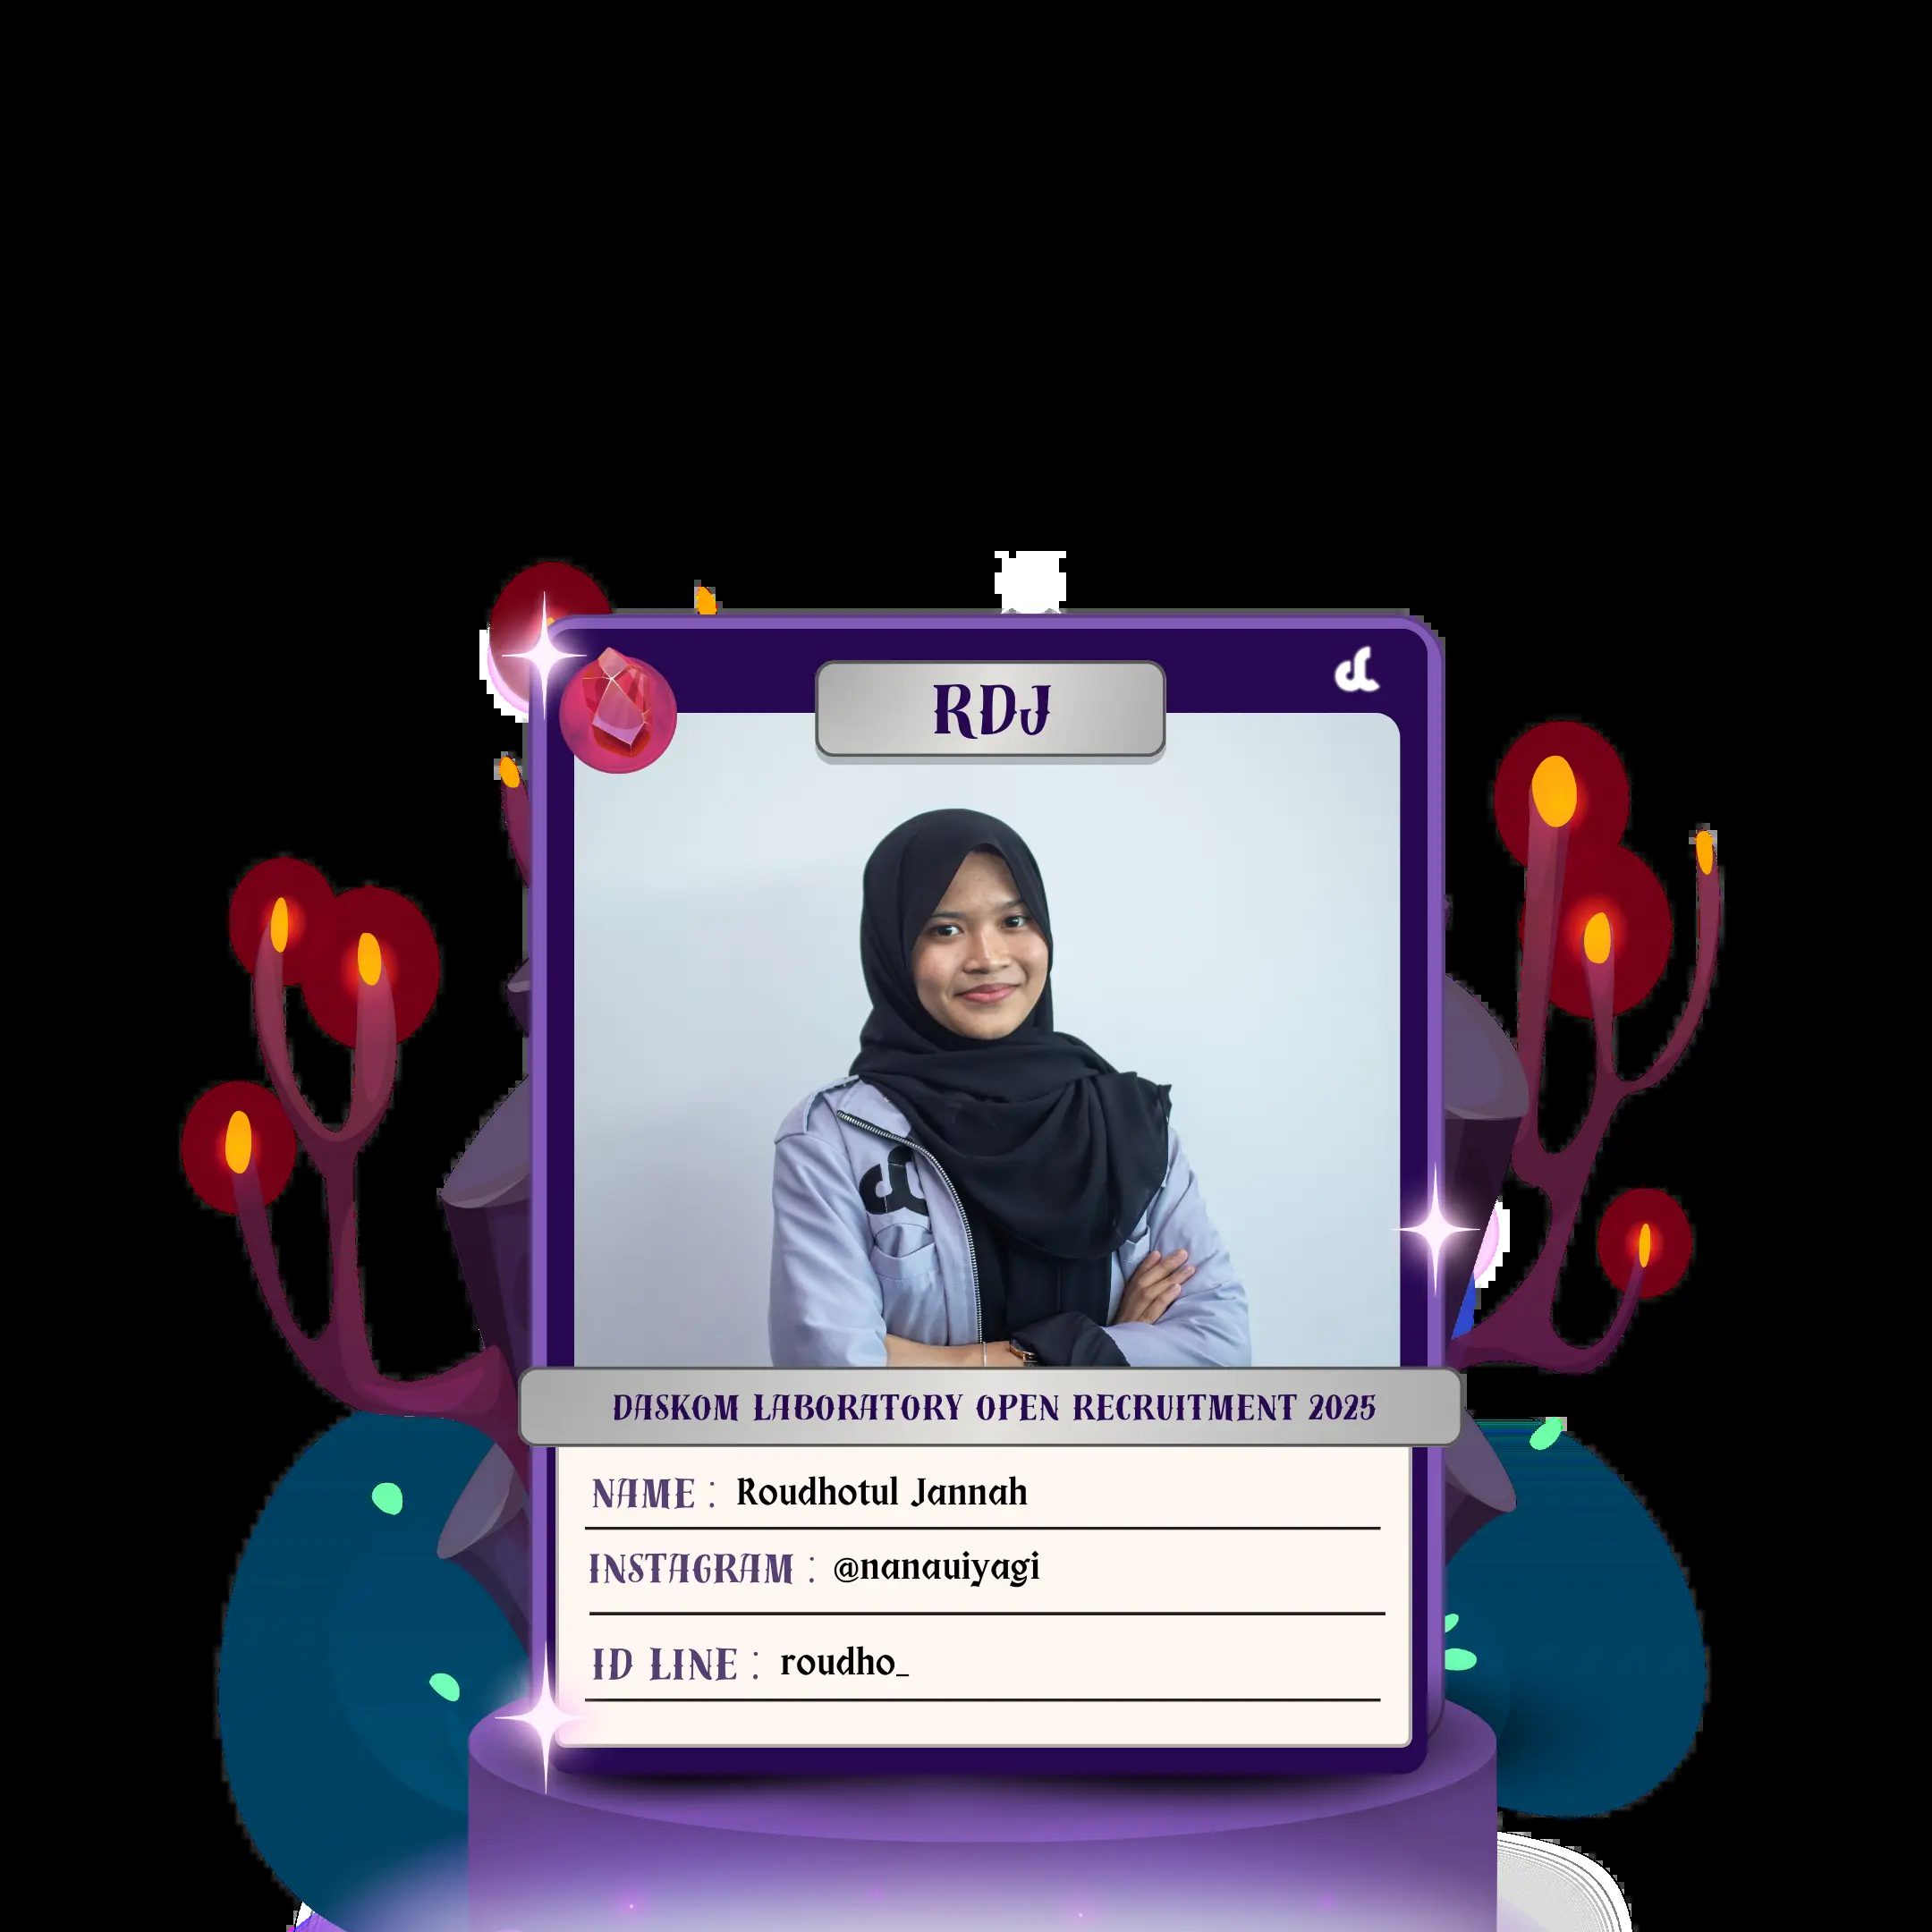 RDJ
DASKOM LABORATORY OPEN RECRUITMENT 2025
NAME : Roudhotul Jannah
INSTAGRAM : @nanauiyagi
ID LINE : roudho_